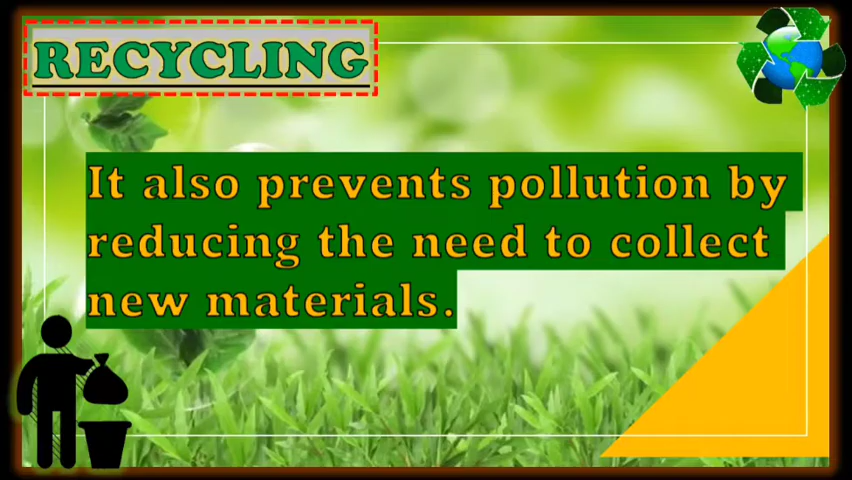 RECYCLING
It also prevents pollution by
reducing the need to collect
new materials.